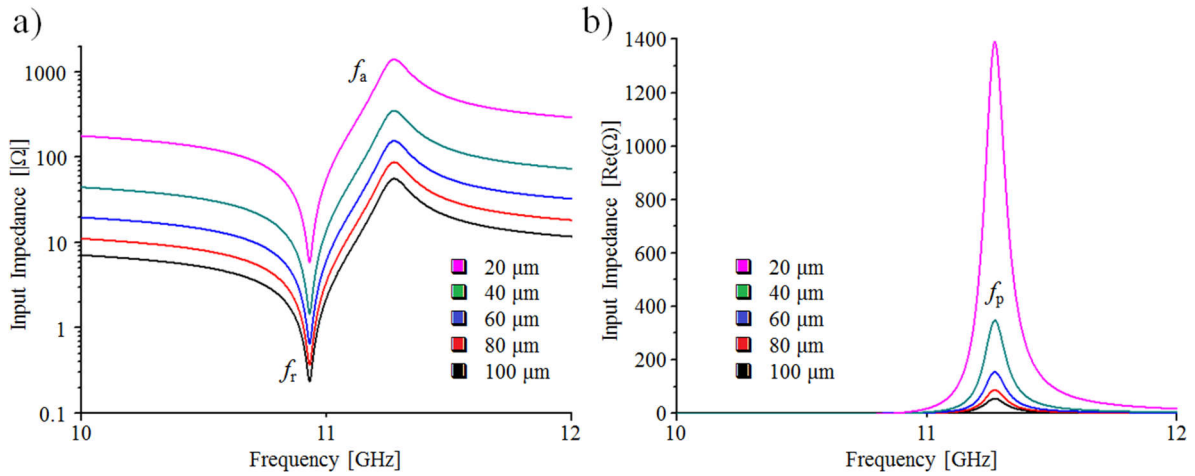 a)
Input Impedance [|Ω|]
1000
100
10
1
0.1
fa
fr
20 μm
40 μm
60 μm
80 μm
100 μm
10
11
12
Frequency [GHz]
b)
Input Impedance [Re(Ω)]
1400
1200
1000
800
600
400
200
0
fp
20 μm
40 μm
60 μm
80 μm
100 μm
10
11
12
Frequency [GHz]